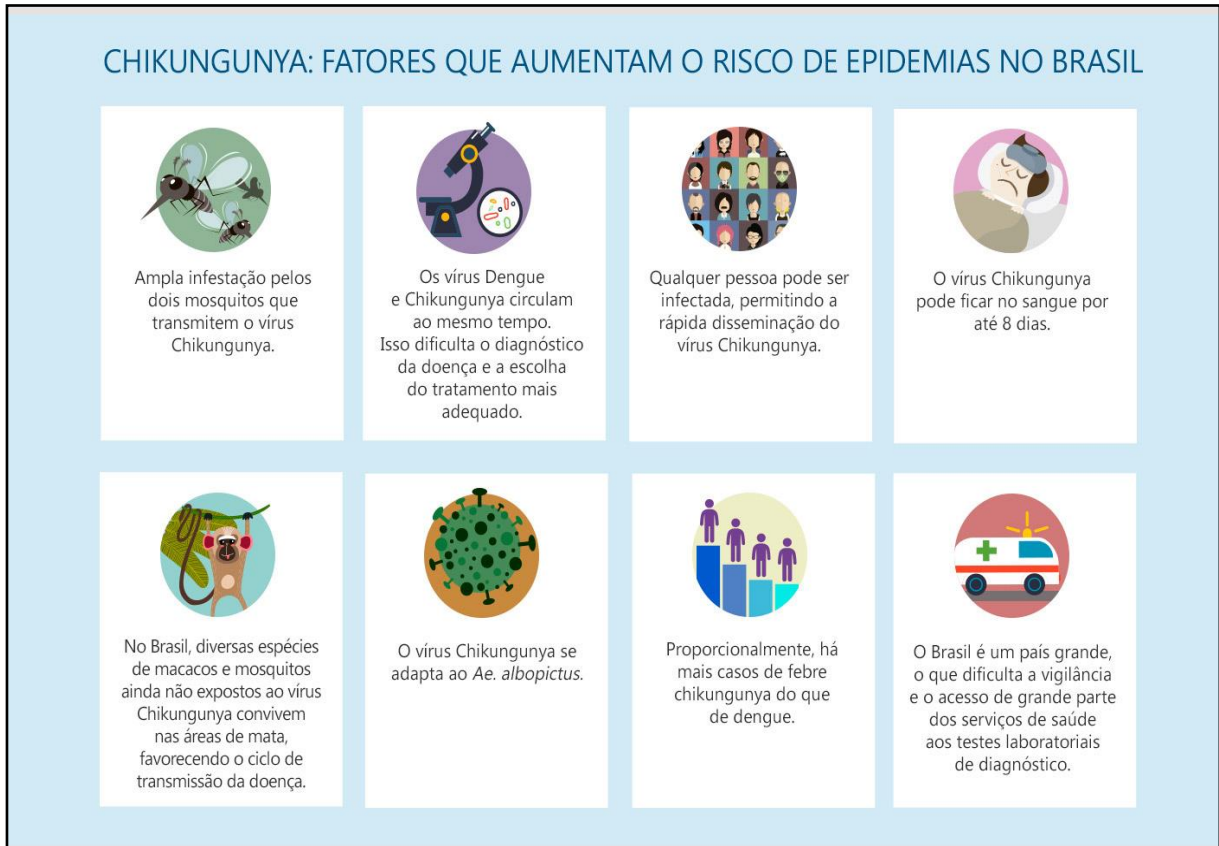 CHIKUNGUNYA: FATORES QUE AUMENTAM O RISCO DE EPIDEMIAS NO BRASIL
Ampla infestação pelos
dois mosquitos que
transmitem o vírus
Chikungunya.
Os vírus Dengue
e Chikungunya circulam
ao mesmo tempo.
Isso dificulta o diagnóstico
da doença e a escolha
do tratamento mais
adequado.
Qualquer pessoa pode ser
infectada, permitindo a
rápida disseminação do
vírus Chikungunya.
O vírus Chikungunya
pode ficar no sangue por
até 8 dias.
No Brasil, diversas espécies
de macacos e mosquitos
ainda não expostos ao vírus
Chikungunya convivem
nas áreas de mata,
favorecendo o ciclo de
transmissão da doença.
O vírus Chikungunya se
adapta ao Ae. albopictus.
Proporcionalmente, há
mais casos de febre
chikungunya do que
de dengue.
O Brasil é um país grande,
o que dificulta a vigilância
e o acesso de grande parte
dos serviços de saúde
aos testes laboratoriais
de diagnóstico.